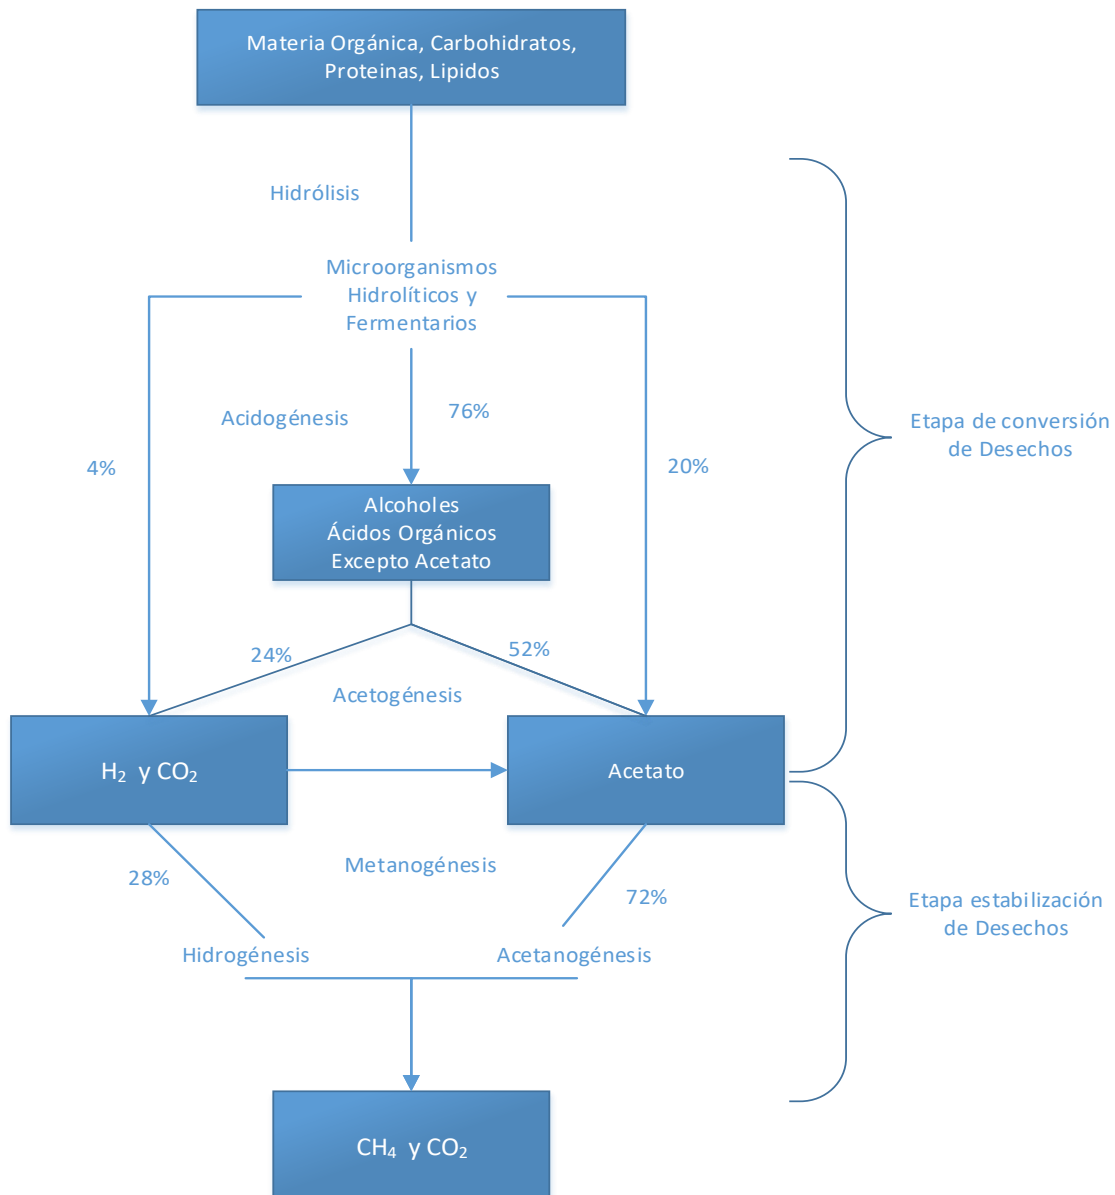 Materia Orgánica, Carbohidratos,
Proteinas, Lipidos
Hidrólisis
Microorganismos
Hidrolíticos y
Fermentarios
Acidogénesis
76%
4%
20%
Etapa de conversión
de Desechos
Alcoholes
Ácidos Orgánicos
Excepto Acetato
24%
52%
Acetogénesis
H₂ y CO₂
Acetato
Metanogénesis
28%
72%
Etapa estabilización
de Desechos
Hidrogénesis
Acetanogénesis
CH₄ y CO₂